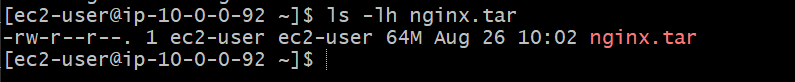 [ec2-user@ip-10-0-0-92 ~]$ ls -lh nginx.tar
-rw-r--r--. 1 ec2-user ec2-user 64M Aug 26 10:02 nginx.tar
[ec2-user@ip-10-0-0-92 ~]$